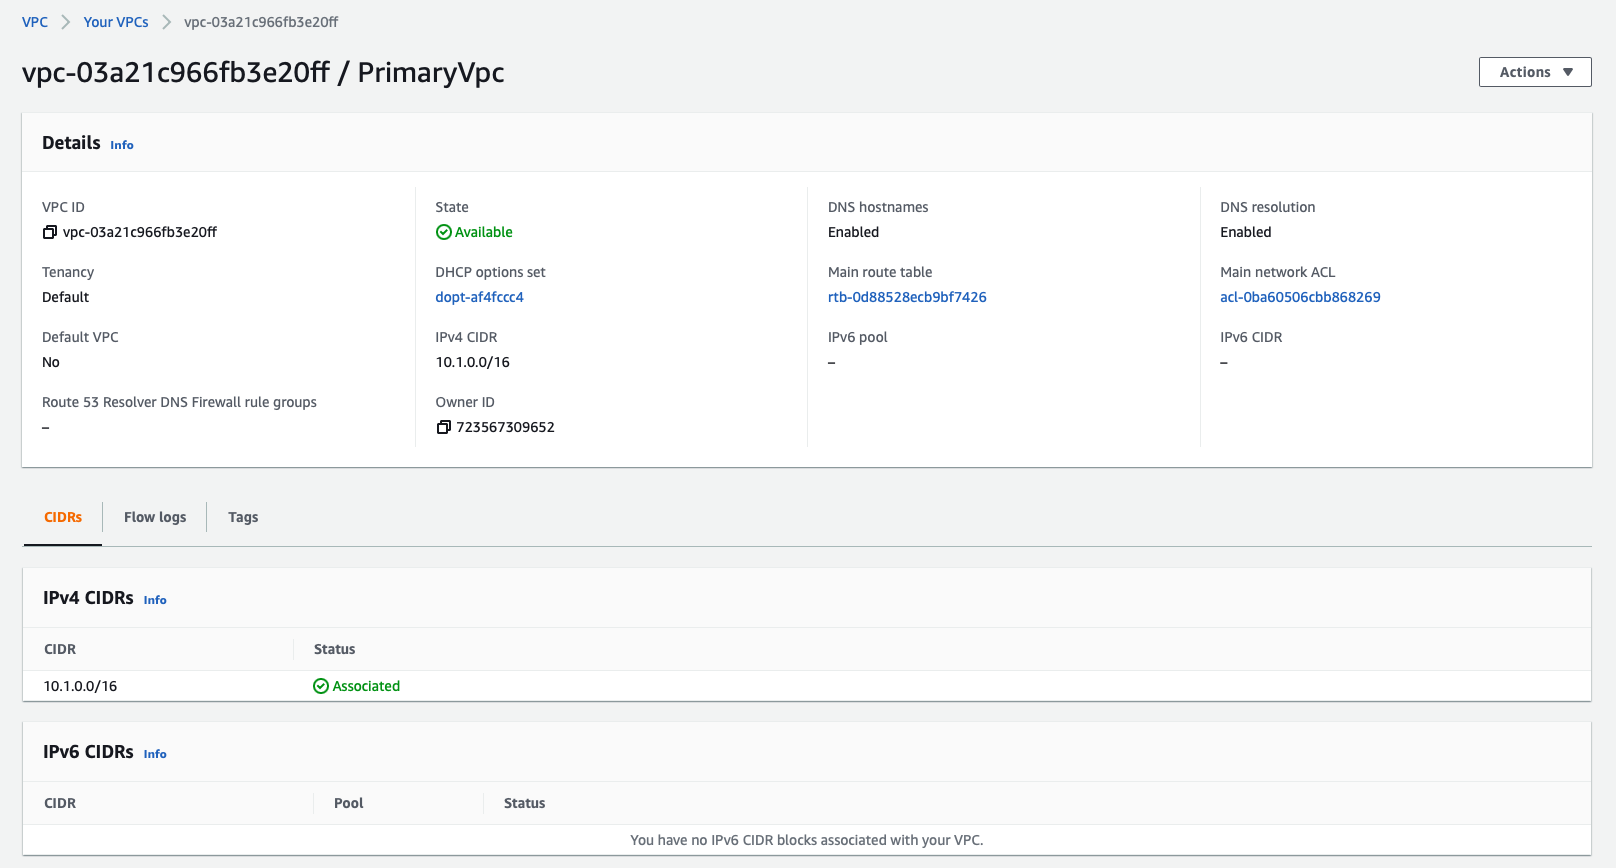 VPC > Your VPCs > vpc-03a21c966fb3e20ff
vpc-03a21c966fb3e20ff / PrimaryVpc
Actions ▼
Details Info
VPC ID
vpc-03a21c966fb3e20ff
State
Available
DNS hostnames
Enabled
DNS resolution
Enabled
Tenancy
Default
DHCP options set
dopt-af4fccc4
Main route table
rtb-0d88528ecb9bf7426
Main network ACL
acl-0ba60506cbb868269
Default VPC
No
IPv4 CIDR
10.1.0.0/16
IPv6 pool
–
IPv6 CIDR
–
Route 53 Resolver DNS Firewall rule groups
–
Owner ID
723567309652
CIDRs Flow logs Tags
IPv4 CIDRs Info
CIDR Status
10.1.0.0/16 Associated
IPv6 CIDRs Info
CIDR Pool Status
You have no IPv6 CIDR blocks associated with your VPC.